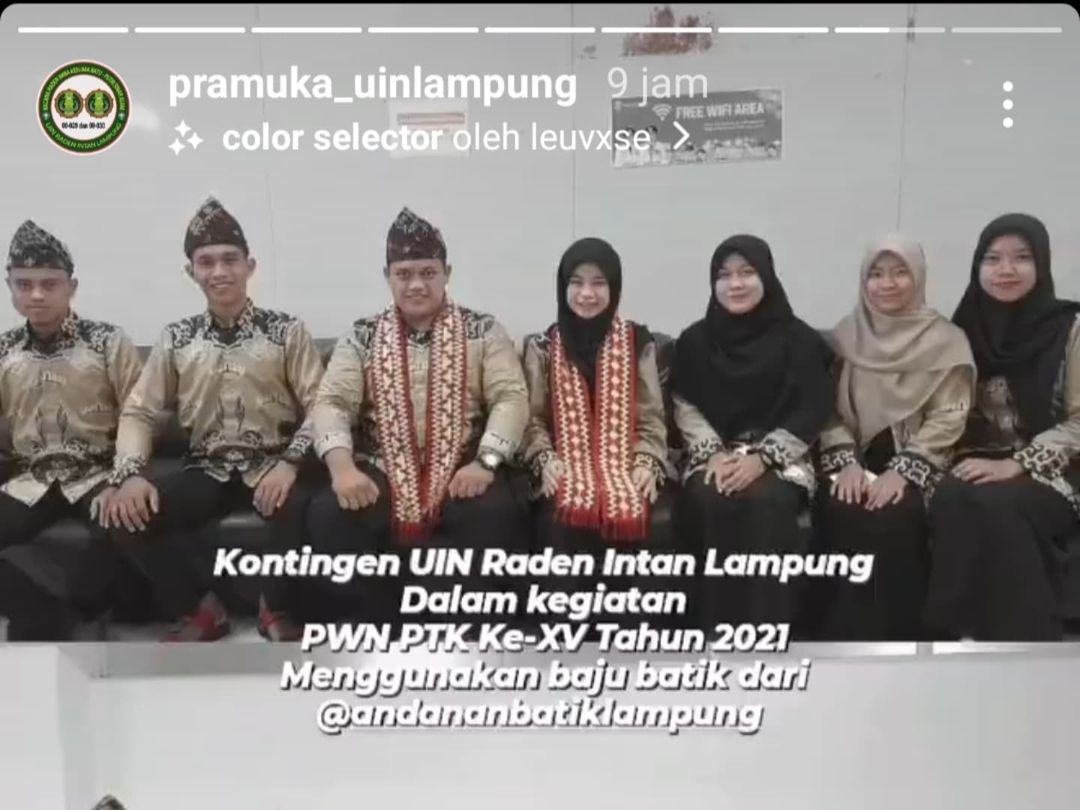 pramuka_uinlampung 9 jam
color selector oleh leuvxse
FREE WIFI AREA
Kontingen UIN Raden Intan Lampung
Dalam kegiatan
PWN PTK Ke-XV Tahun 2021
Menggunakan baju batik dari
@andananbatiklampung